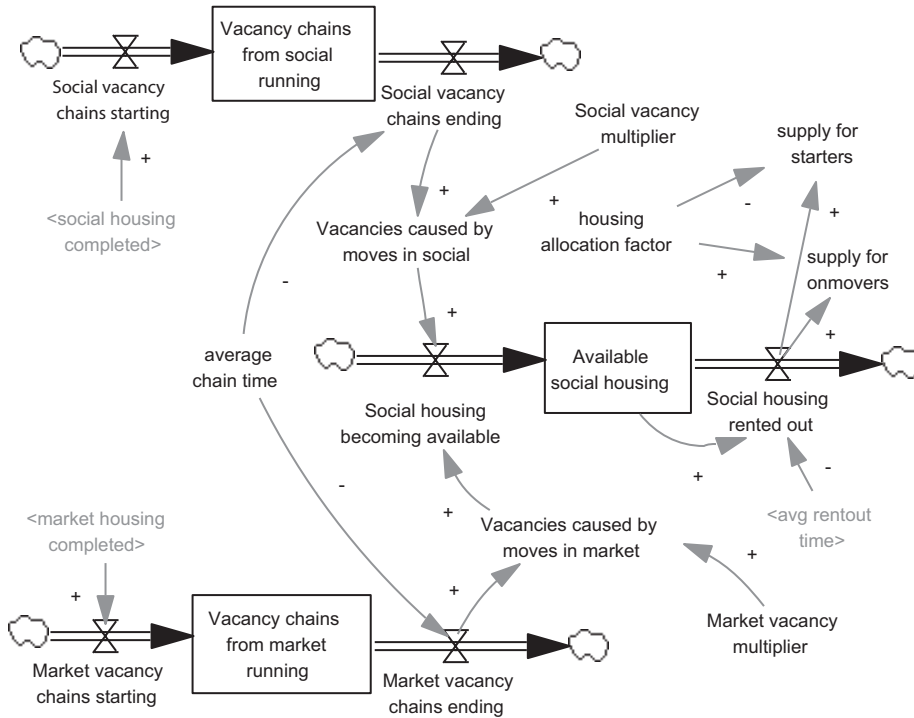 Vacancy chains
from social
running
Social vacancy
chains starting
+
<social housing
completed>
Social vacancy
chains ending
+
Social vacancy
multiplier
+
Vacancies caused by
moves in social
+
supply for
starters
-
+
housing
allocation factor
+
supply for
onmovers
+
-
average
chain time
-
Available
social housing
Social housing
rented out
+
-
<avg rentout
time>
Social housing
becoming available
+
Vacancies caused by
moves in market
+
+
Market vacancy
multiplier
<market housing
completed>
+
Market vacancy
chains starting
Vacancy chains
from market
running
Market vacancy
chains ending